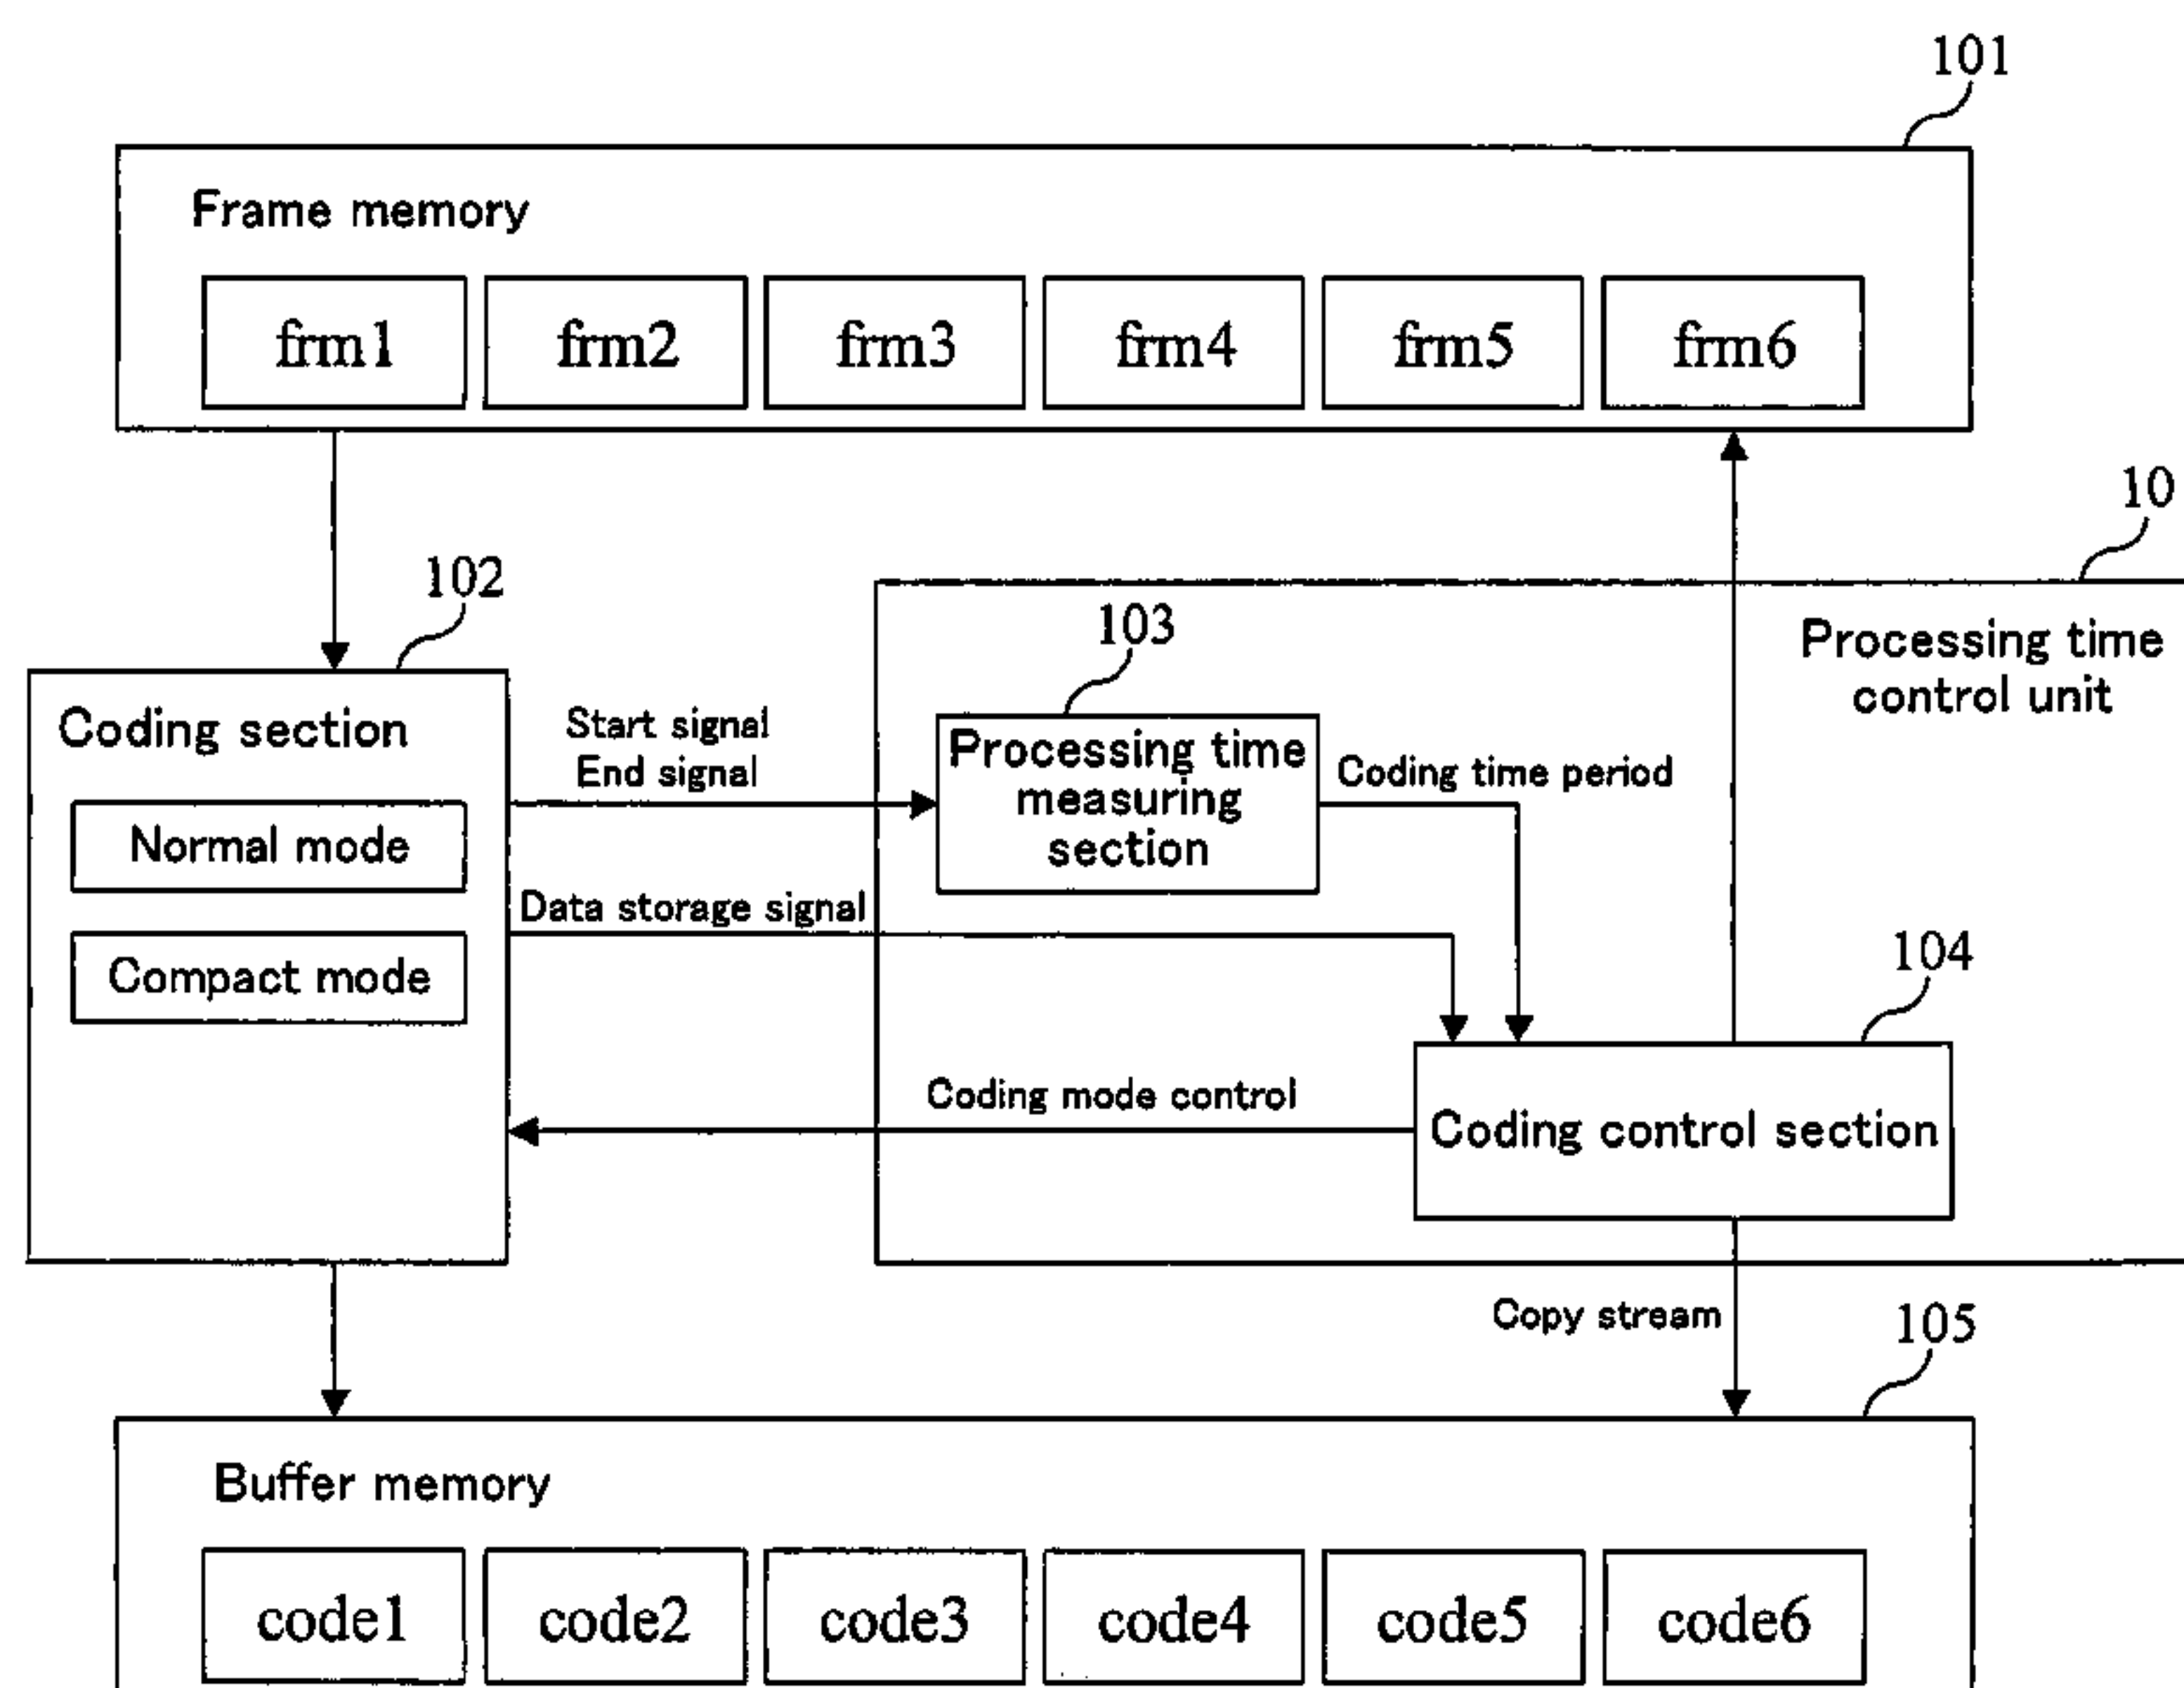 101
Frame memory
frm1 frm2 frm3 frm4 frm5 frm6
10
102
103
Processing time
control unit
Coding section
Start signal
End signal
Processing time
measuring
section
Coding time period
Normal mode
Data storage signal
Compact mode
104
Coding mode control
Coding control section
Copy stream
105
Buffer memory
code1 code2 code3 code4 code5 code6